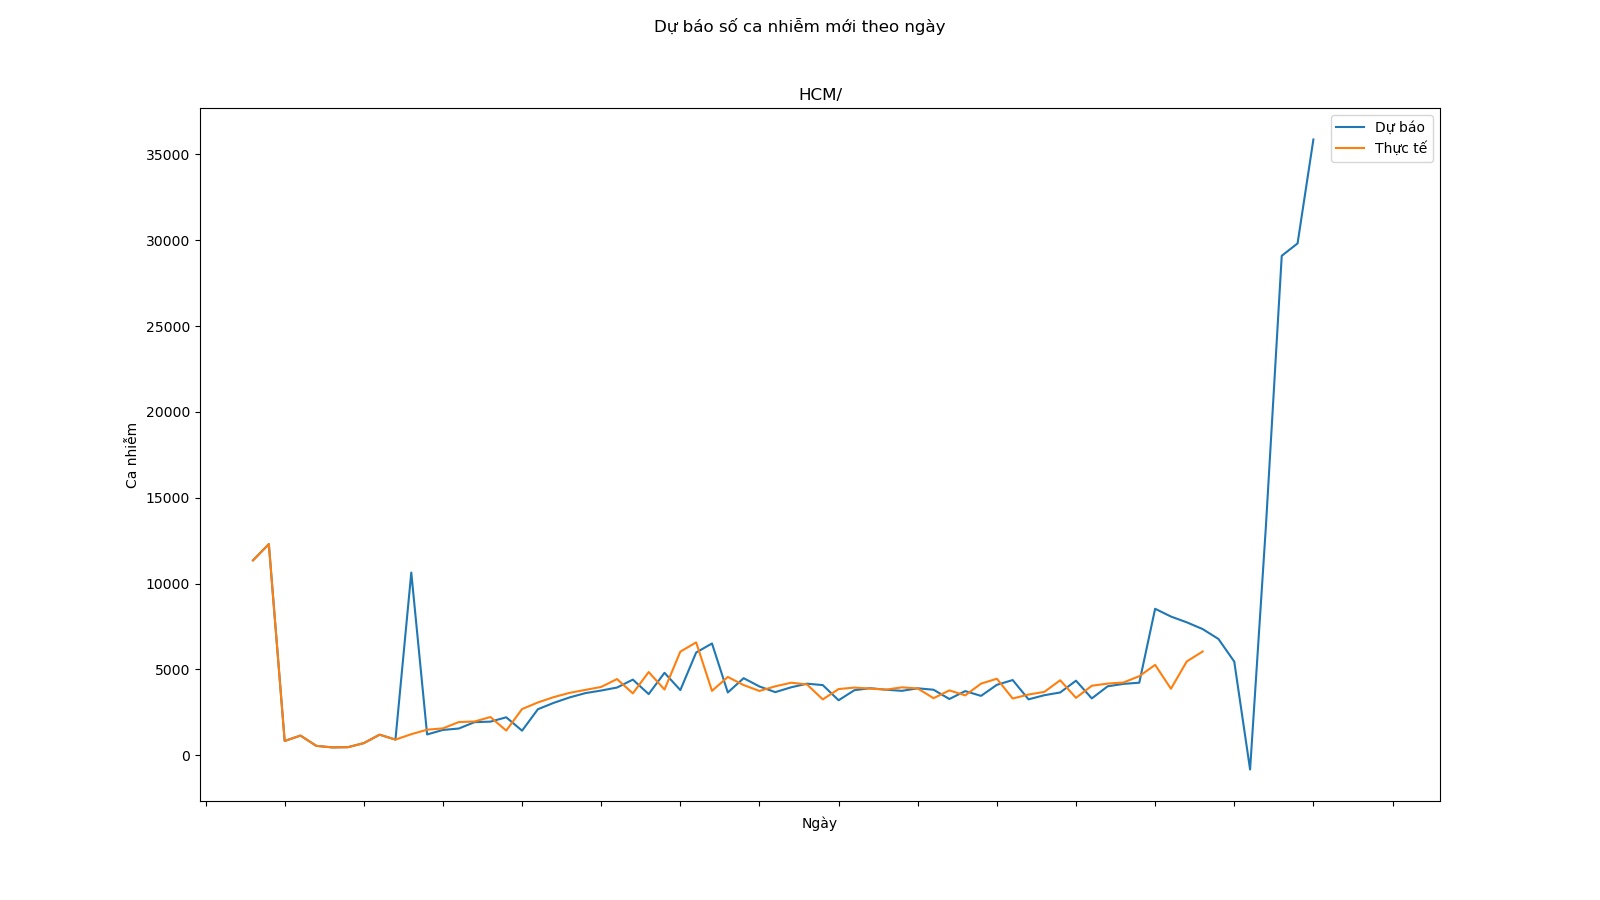 Dự báo số ca nhiễm mới theo ngày
HCM/
Dự báo
Thực tế
35000
30000
25000
20000
15000
10000
5000
0
Ca nhiễm
Ngày